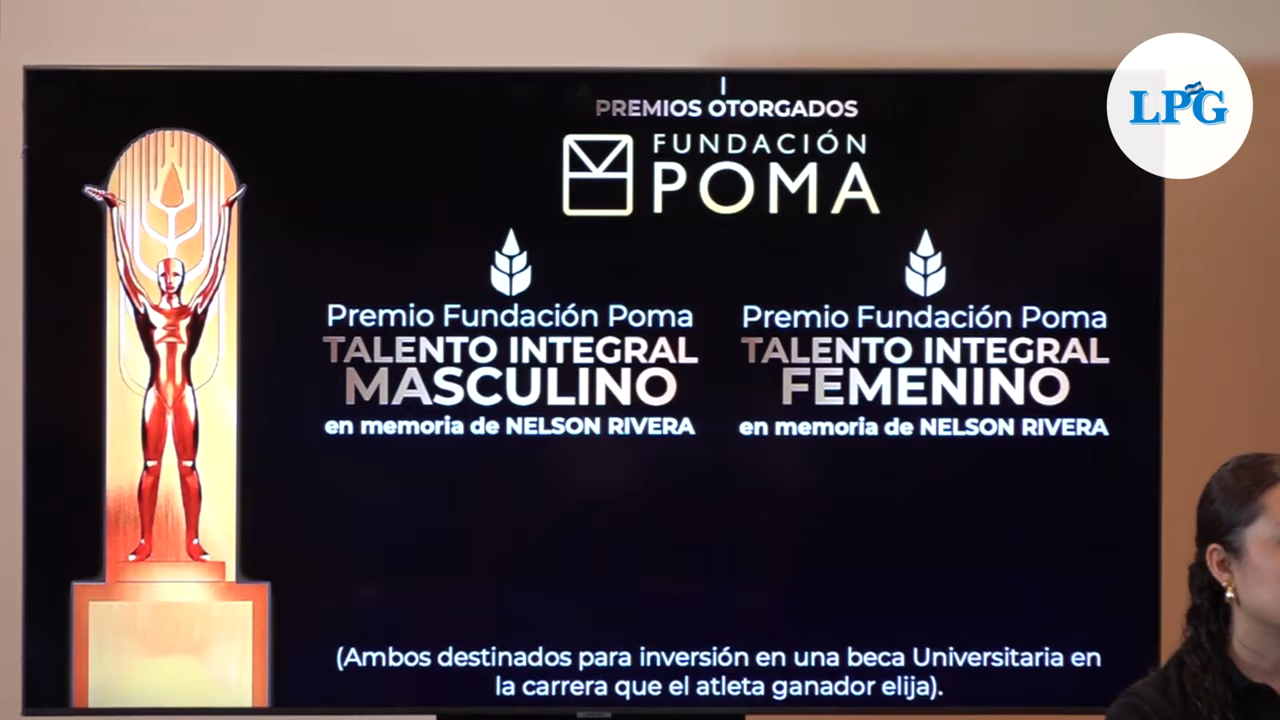 LPG
PREMIOS OTORGADOS
FUNDACIÓN
POMA
Premio Fundación Poma
TALENTO INTEGRAL
MASCULINO
en memoria de NELSON RIVERA
Premio Fundación Poma
TALENTO INTEGRAL
FEMENINO
en memoria de NELSON RIVERA
(Ambos destinados para inversión en una beca Universitaria en
la carrera que el atleta ganador elija).